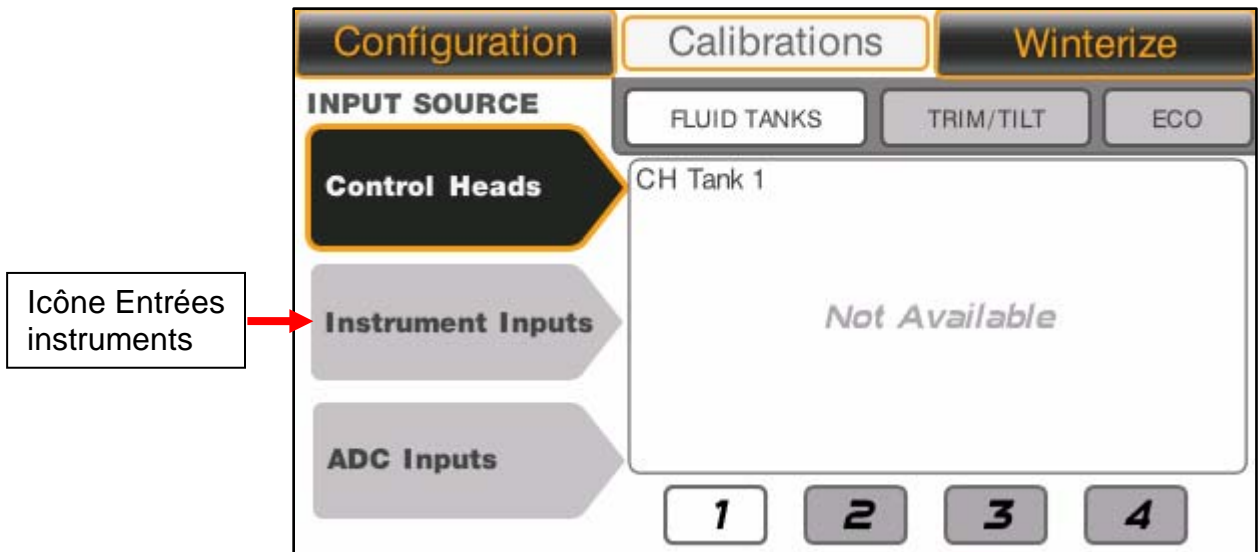 Configuration Calibrations Winterize
INPUT SOURCE
FLUID TANKS TRIM/TILT ECO
Control Heads
CH Tank 1
Icône Entrées
instruments
Instrument Inputs
Not Available
ADC Inputs
1 2 3 4